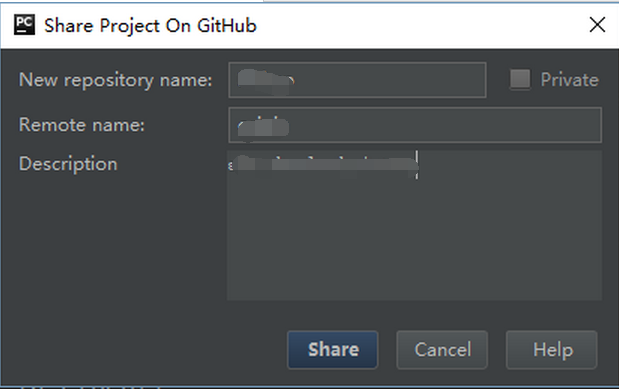 PC Share Project On GitHub
New repository name: Private
Remote name:
Description
Share Cancel Help